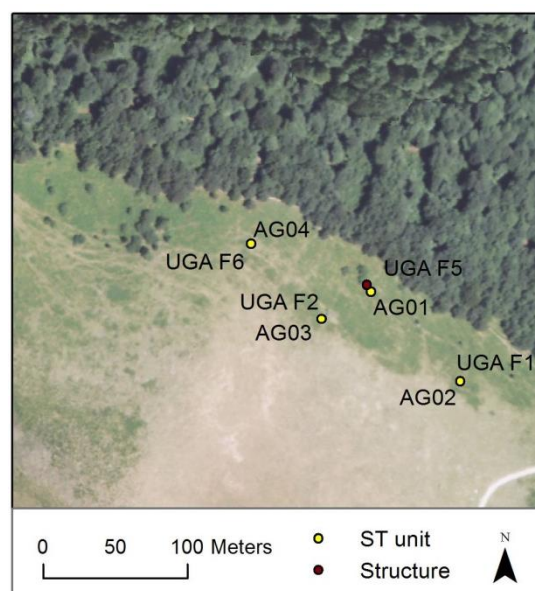 AG04
UGA F6
UGA F5
UGA F2
AG01
AG03
UGA F1
AG02
0 50 100 Meters
ST unit
Structure
N